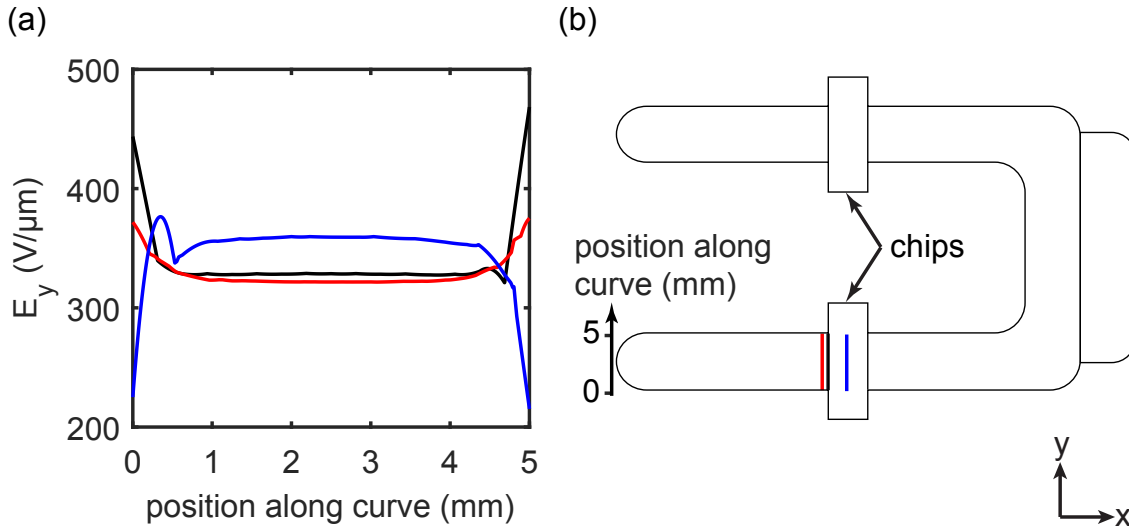 (a)
500
400
300
200
E_y (V/µm)
0 1 2 3 4 5
position along curve (mm)
(b)
position along
curve (mm)
chips
5
0
y
x